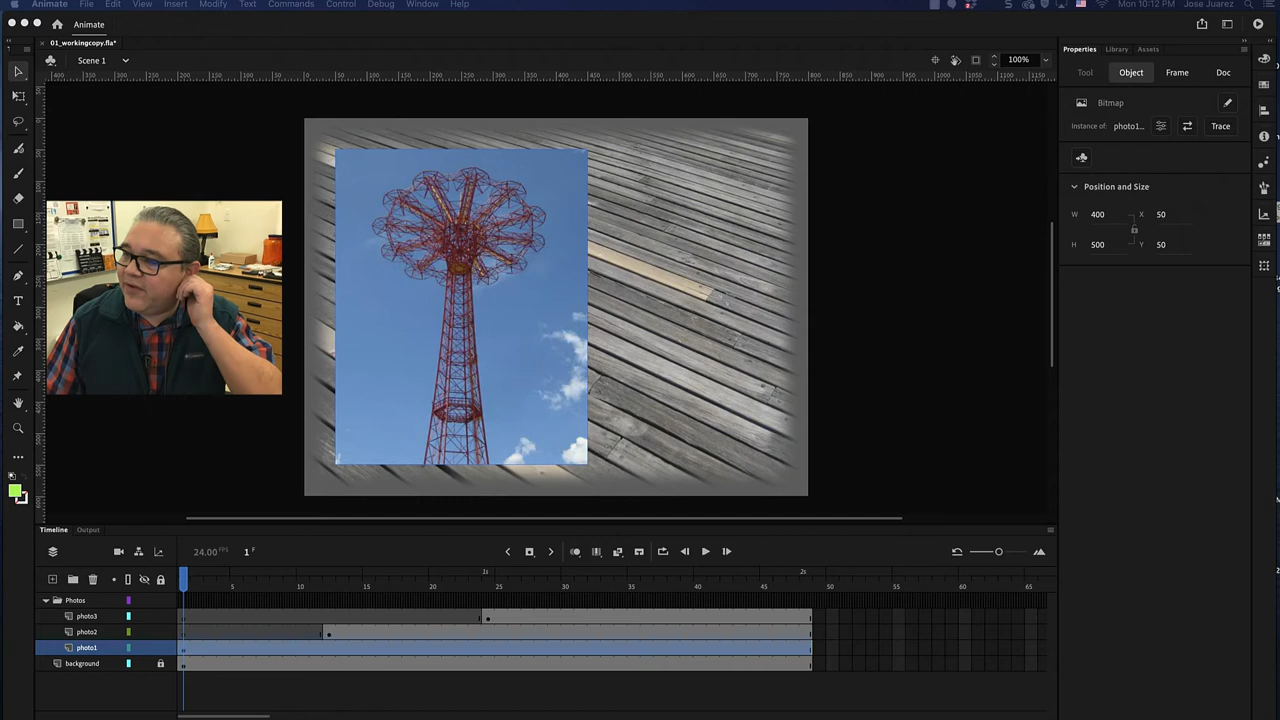 Animate File Edit View Insert Modify Text Commands Control Debug Window Help Mon 10:12 PM Jose Juarez
Animate
01_workingcopy.fla*
Scene 1 100%
Properties Library Assets
Tool Object Frame Doc
Bitmap
Instance of: photo1... Trace
Position and Size
W 400 X 50
H 500 Y 50
Timeline Output
24.00 FPS 1 F
1s 2s
5 10 15 20 25 30 35 40 45 50 55 60 65
Photos
photo3
photo2
photo1
background